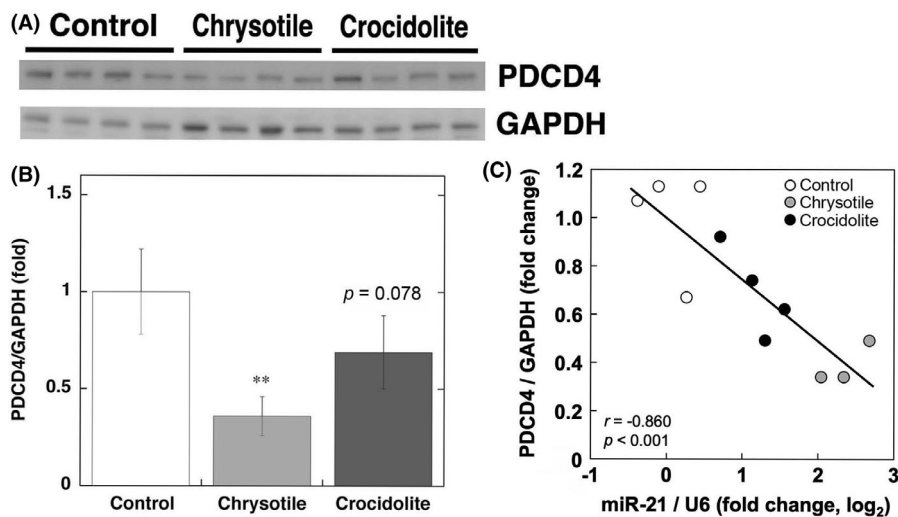 (A) Control Chrysotile Crocidolite
PDCD4
GAPDH
(B)
PDCD4/GAPDH (fold)
1.5
1
0.5
0
**
p = 0.078
Control Chrysotile Crocidolite
(C)
PDCD4 / GAPDH (fold change)
1.2
1.0
0.8
0.6
0.4
0.2
0
Control
Chrysotile
Crocidolite
r = -0.860
p < 0.001
-1 0 1 2 3
miR-21 / U6 (fold change, log₂)